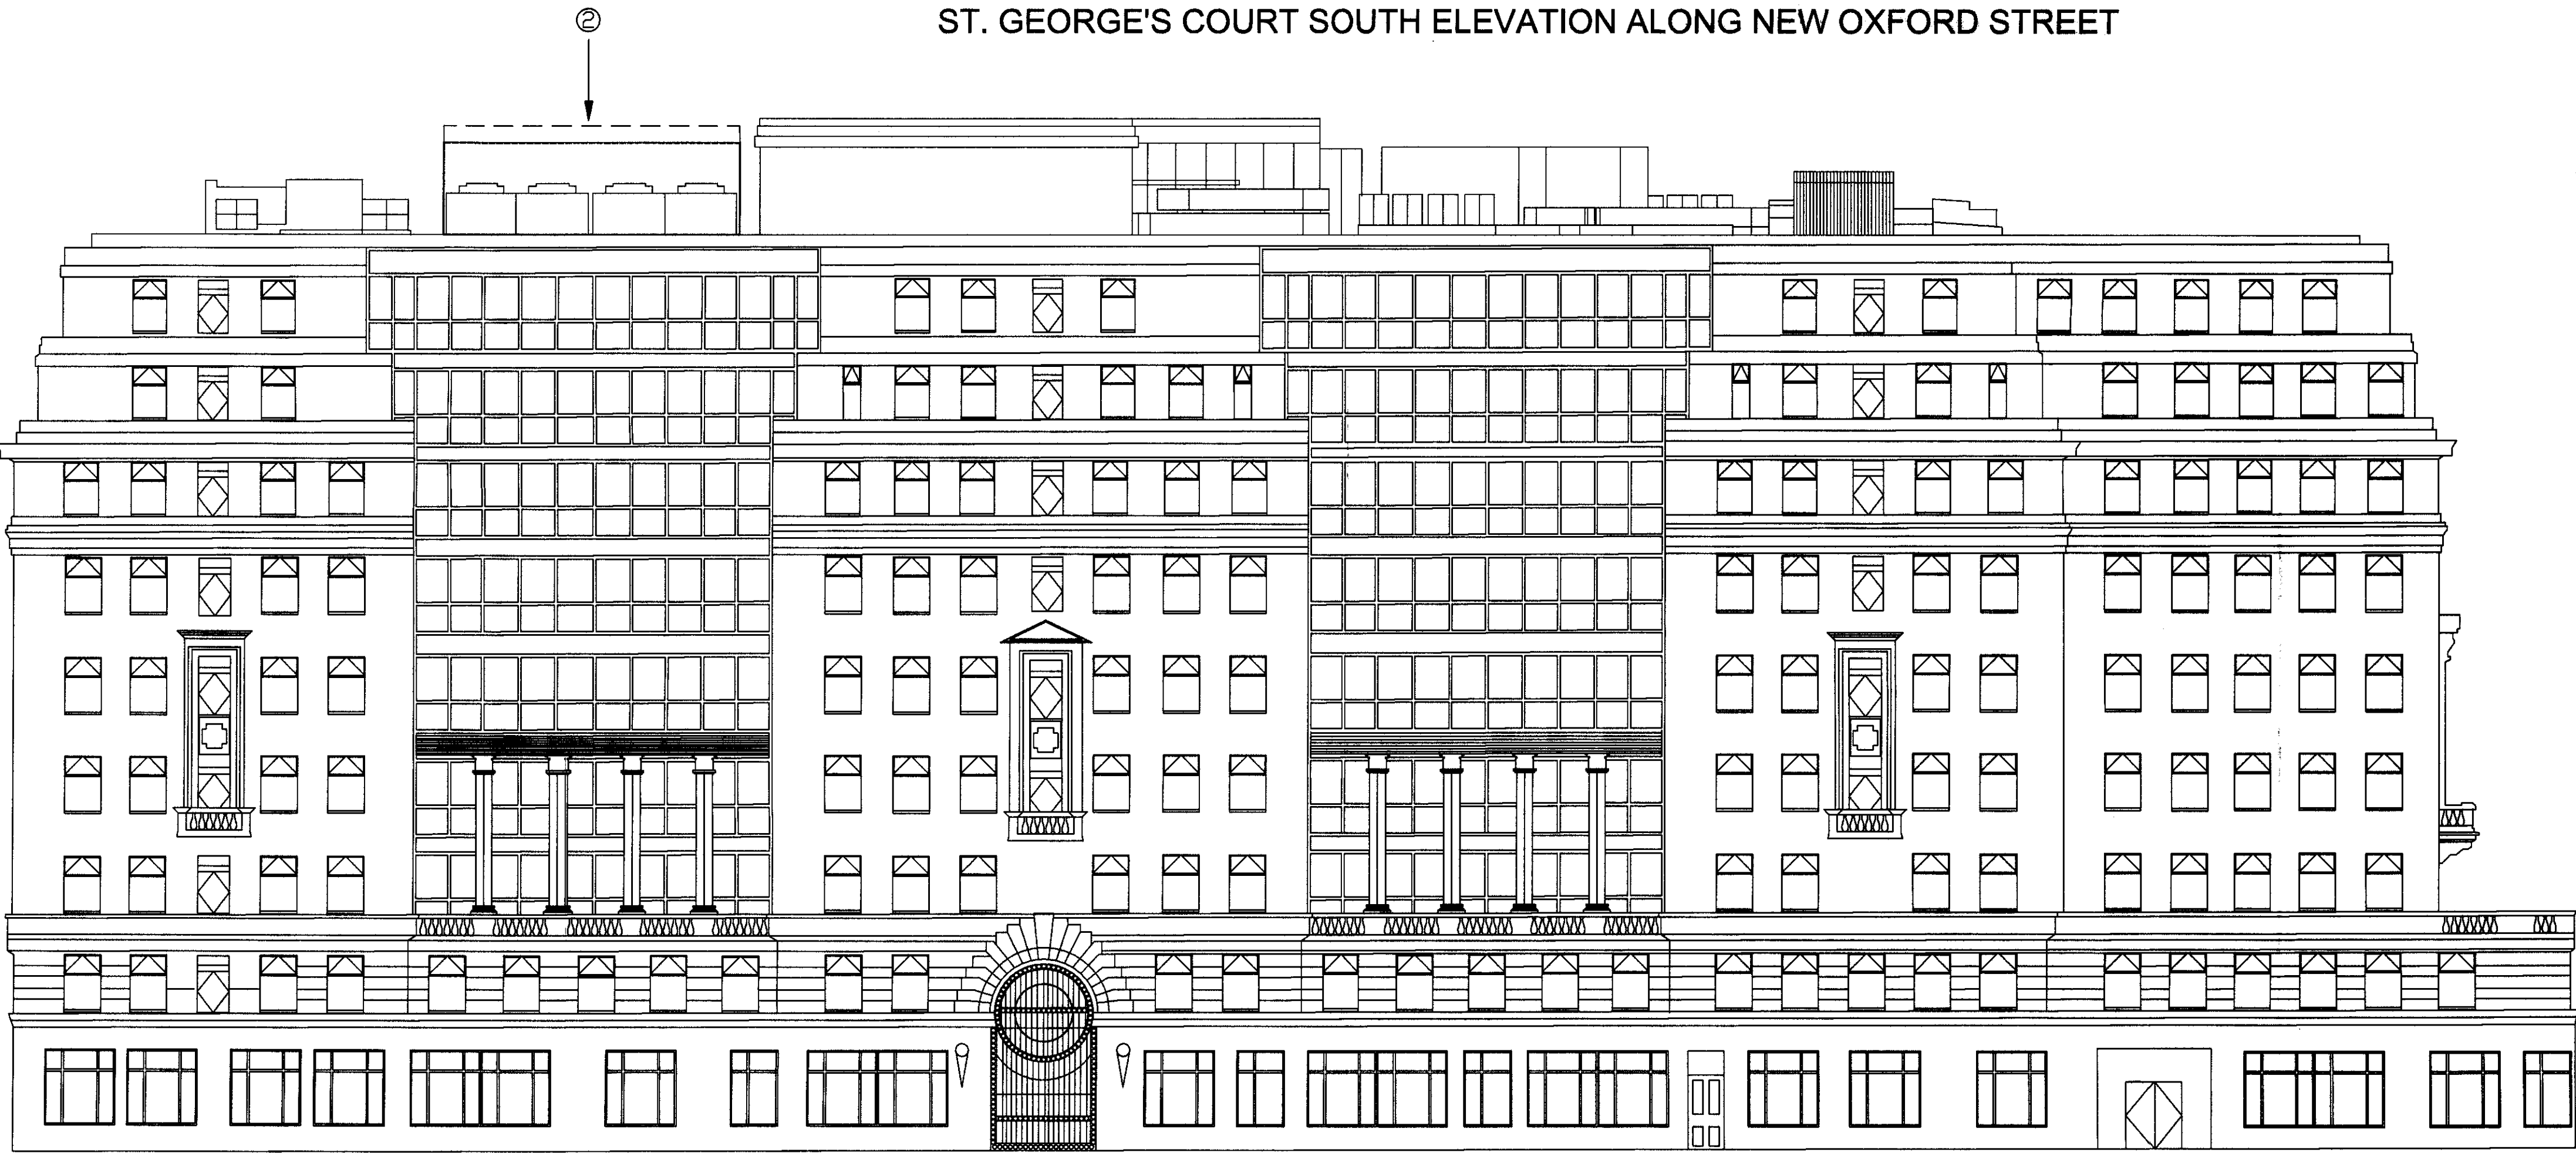 ②
ST. GEORGE'S COURT SOUTH ELEVATION ALONG NEW OXFORD STREET